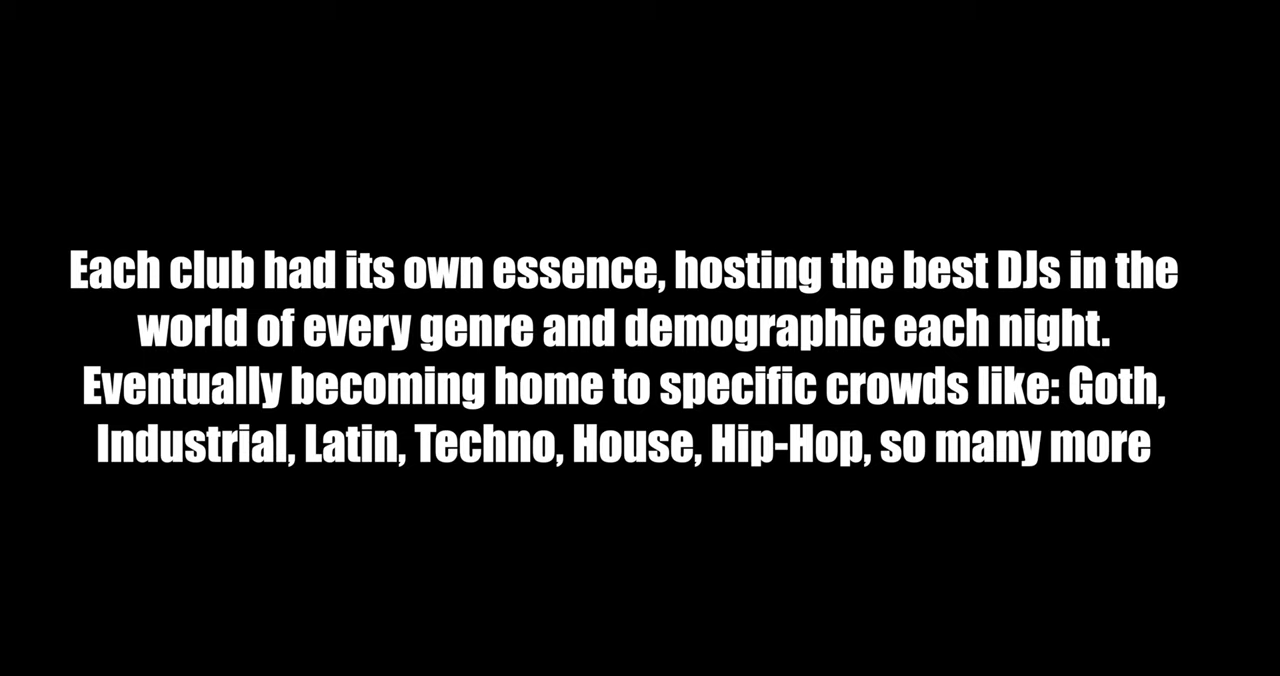 Each club had its own essence, hosting the best DJs in the
world of every genre and demographic each night.
Eventually becoming home to specific crowds like: Goth,
Industrial, Latin, Techno, House, Hip-Hop, so many more